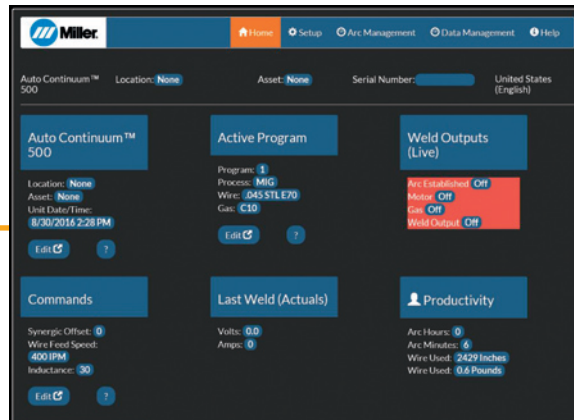 Miller.
Home Setup Arc Management Data Management Help
Auto Continuum™ 500 Location: None Asset: None Serial Number: United States (English)
Auto Continuum™ 500
Location: None
Asset: None
Unit Date/Time:
8/30/2016 2:28 PM
Edit ?
Active Program
Program: 1
Process: MIG
Wire: .045 STL E70
Gas: C10
Edit ?
Weld Outputs
(Live)
Arc Established Off
Motor Off
Gas Off
Weld Output Off
Commands
Synergic Offset: 0
Wire Feed Speed:
400 IPM
Inductance: 30
Edit ?
Last Weld (Actuals)
Volts: 0.0
Amps: 0
Productivity
Arc Hours: 0
Arc Minutes: 6
Wire Used: 2429 Inches
Wire Used: 0.6 Pounds